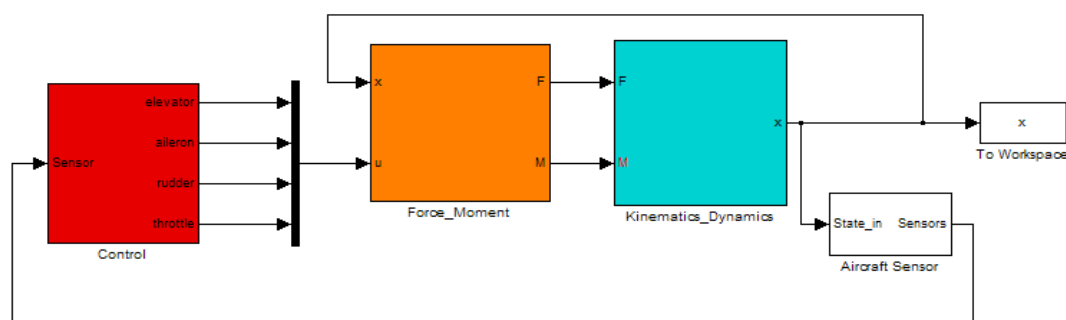 elevator
aileron
rudder
throttle
Sensor
Control
x
u
F
M
Force_Moment
F
M
x
Kinematics_Dynamics
x
To Workspace
State_in Sensors
Aircraft Sensor